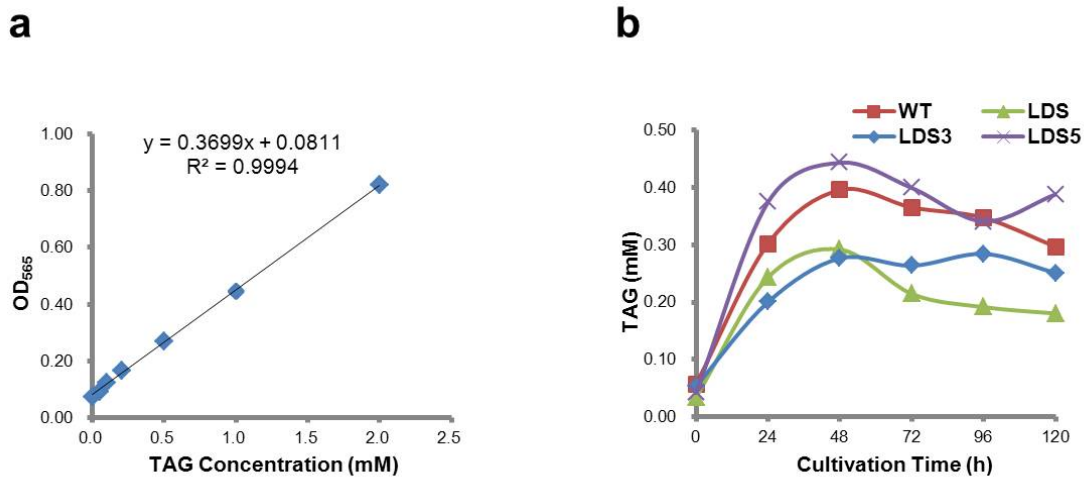 a
b
y = 0.3699x + 0.0811
R² = 0.9994
OD₅₆₅
1.00
0.80
0.60
0.40
0.20
0.00
0.0 0.5 1.0 1.5 2.0 2.5
TAG Concentration (mM)
WT LDS
LDS3 LDS5
TAG (mM)
0.50
0.40
0.30
0.20
0.10
0.00
0 24 48 72 96 120
Cultivation Time (h)